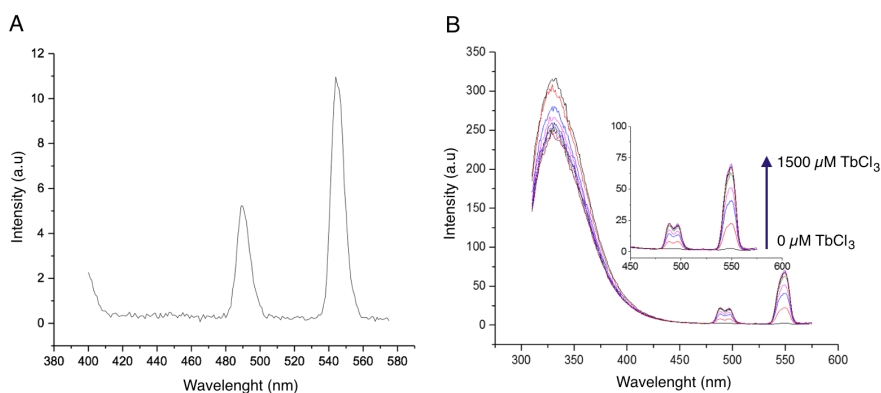 A
12
10
8
6
4
2
0
Intensity (a.u)
380 400 420 440 460 480 500 520 540 560 580
Wavelenght (nm)
B
350
300
250
200
150
100
50
0
Intensity (a.u)
300 350 400 450 500 550 600
Wavelenght (nm)
100
75
50
25
0
Intensity (a.u)
450 500 550 600
1500 µM TbCl3
0 µM TbCl3